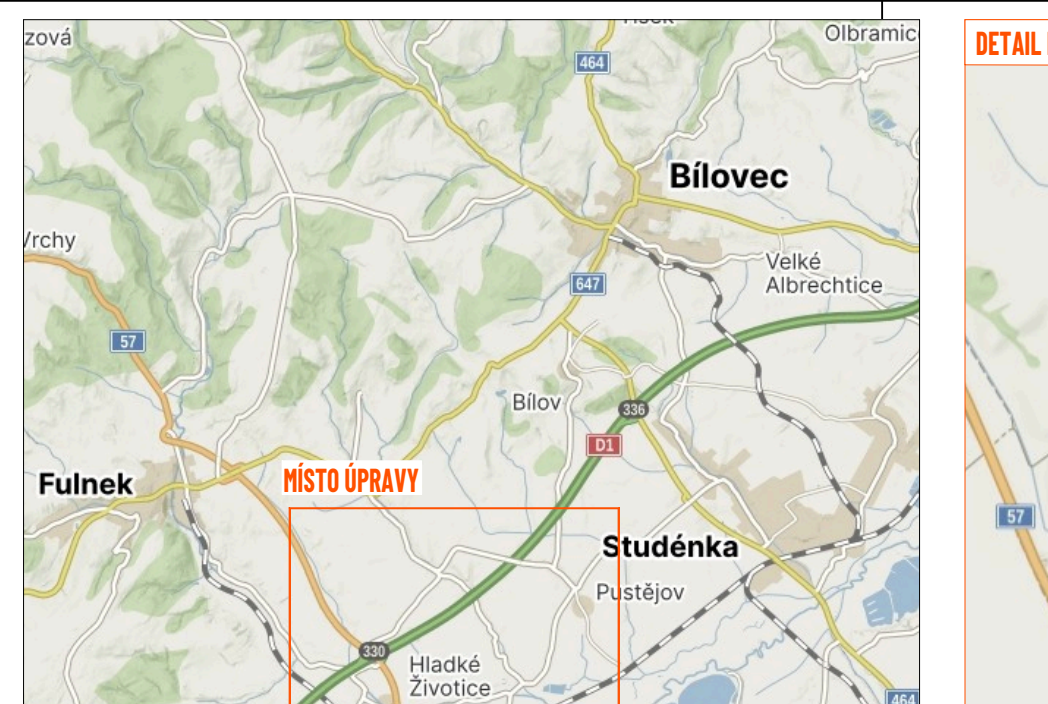 zová
Olbramic
DETAIL
464
Bílovec
Vrchy
Velké
Albrechtice
647
57
Bílov
336
D1
MÍSTO ÚPRAVY
Fulnek
57
Studénka
Pustějov
330
Hladké
Životice
464